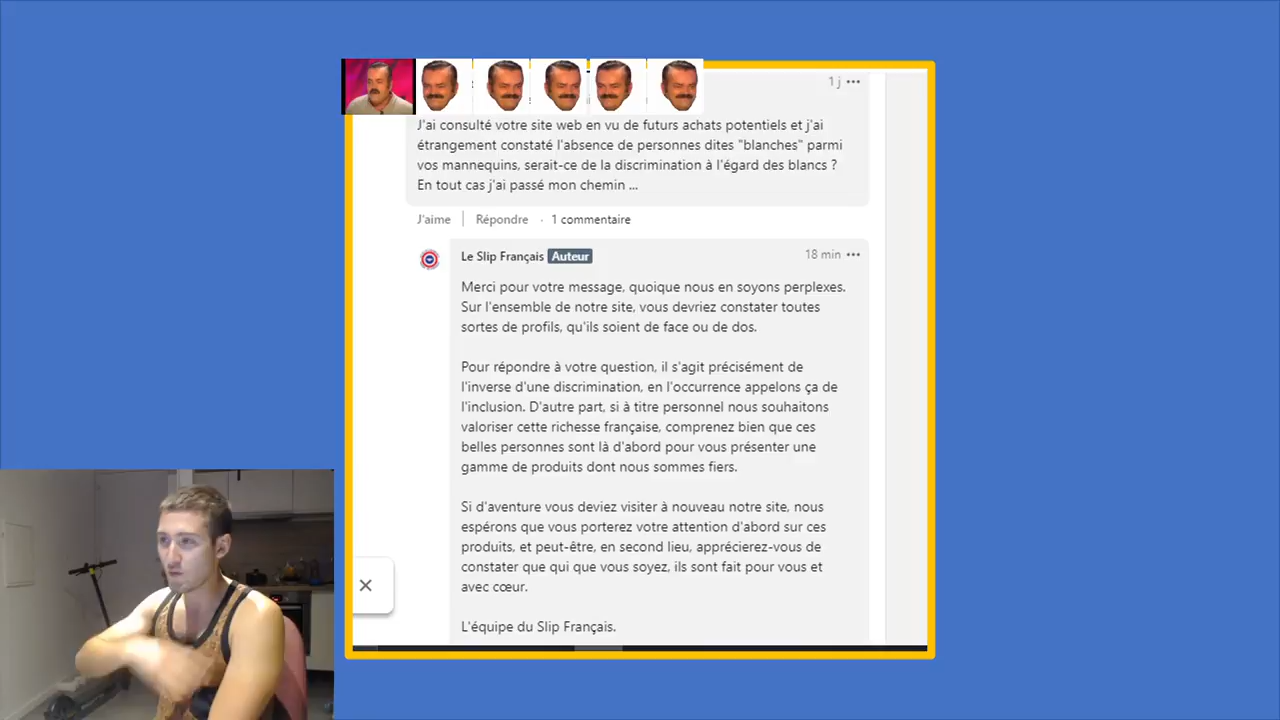 1 j •••
J'ai consulté votre site web en vu de futurs achats potentiels et j'ai
étrangement constaté l'absence de personnes dites "blanches" parmi
vos mannequins, serait-ce de la discrimination à l'égard des blancs ?
En tout cas j'ai passé mon chemin ...
J'aime | Répondre · 1 commentaire
Le Slip Français Auteur 18 min •••
Merci pour votre message, quoique nous en soyons perplexes.
Sur l'ensemble de notre site, vous devriez constater toutes
sortes de profils, qu'ils soient de face ou de dos.
Pour répondre à votre question, il s'agit précisément de
l'inverse d'une discrimination, en l'occurrence appelons ça de
l'inclusion. D'autre part, si à titre personnel nous souhaitons
valoriser cette richesse française, comprenez bien que ces
belles personnes sont là d'abord pour vous présenter une
gamme de produits dont nous sommes fiers.
Si d'aventure vous deviez visiter à nouveau notre site, nous
espérons que vous porterez votre attention d'abord sur ces
produits, et peut-être, en second lieu, apprécierez-vous de
constater que qui que vous soyez, ils sont fait pour vous et
avec cœur.
L'équipe du Slip Français.